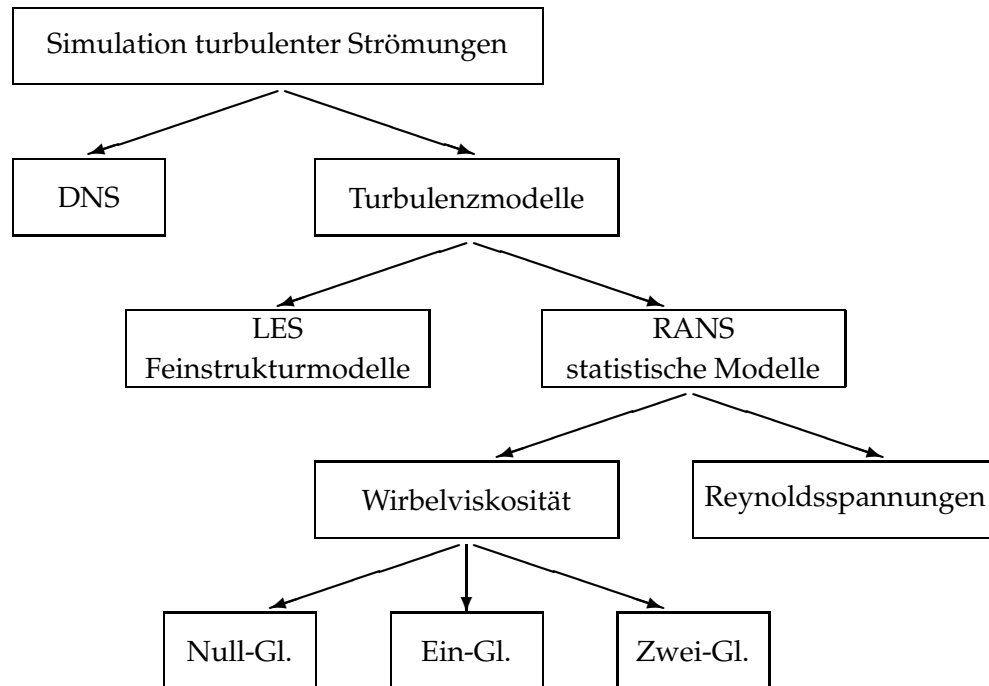 Simulation turbulenter Strömungen
DNS
Turbulenzmodelle
LES
Feinstrukturmodelle
RANS
statistische Modelle
Wirbelviskosität
Reynoldsspannungen
Null-Gl.
Ein-Gl.
Zwei-Gl.